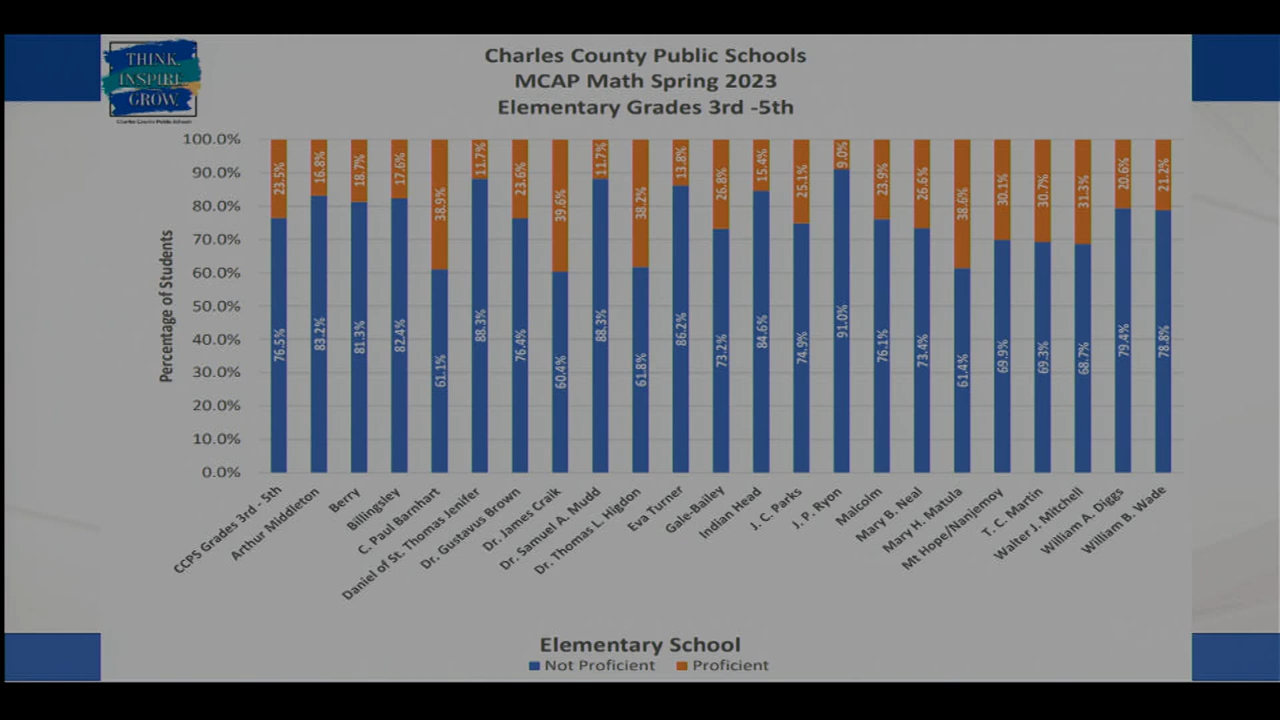 THINK.
INSPIRE.
GROW.
Charles County Public Schools
Charles County Public Schools
MCAP Math Spring 2023
Elementary Grades 3rd -5th
Percentage of Students
100.0%
90.0%
80.0%
70.0%
60.0%
50.0%
40.0%
30.0%
20.0%
10.0%
0.0%
23.5% 16.8% 18.7% 17.6% 38.9% 11.7% 23.6% 39.6% 11.7% 38.2% 13.8% 26.8% 15.4% 25.1% 9.0% 23.9% 26.6% 38.6% 30.1% 30.7% 31.3% 20.6% 21.2%
76.5% 83.2% 81.3% 82.4% 61.1% 88.3% 76.4% 60.4% 88.3% 61.8% 86.2% 73.2% 84.6% 74.9% 91.0% 76.1% 73.4% 61.4% 69.9% 69.3% 68.7% 79.4% 78.8%
CCPS Grades 3rd - 5th
Arthur Middleton
Berry
Billingsley
C. Paul Barnhart
Daniel of St. Thomas Jenifer
Dr. Gustavus Brown
Dr. James Craik
Dr. Samuel A. Mudd
Dr. Thomas L. Higdon
Eva Turner
Gale-Bailey
Indian Head
J. C. Parks
J. P. Ryon
Malcolm
Mary B. Neal
Mary H. Matula
Mt Hope/Nanjemoy
T. C. Martin
Walter J. Mitchell
William A. Diggs
William B. Wade
Elementary School
Not Proficient Proficient